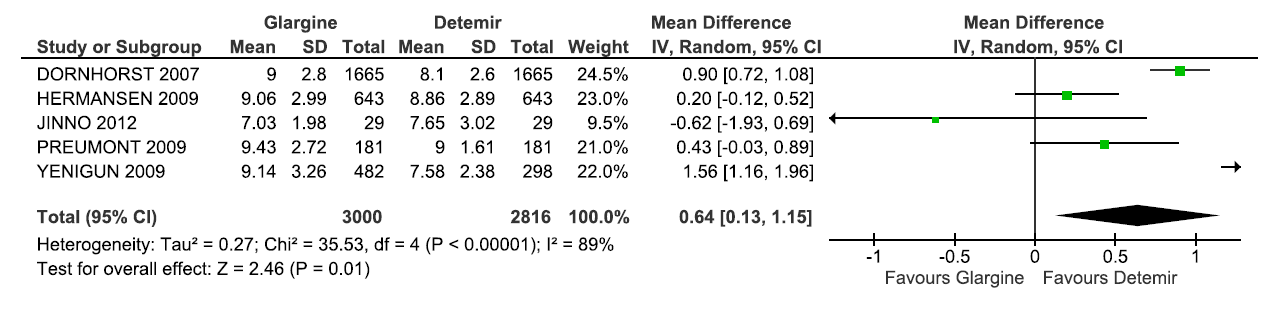 Glargine Detemir Mean Difference Mean Difference
Study or Subgroup Mean SD Total Mean SD Total Weight IV, Random, 95% CI IV, Random, 95% CI
DORNHORST 2007 9 2.8 1665 8.1 2.6 1665 24.5% 0.90 [0.72, 1.08]
HERMANSEN 2009 9.06 2.99 643 8.86 2.89 643 23.0% 0.20 [-0.12, 0.52]
JINNO 2012 7.03 1.98 29 7.65 3.02 29 9.5% -0.62 [-1.93, 0.69]
PREUMONT 2009 9.43 2.72 181 9 1.61 181 21.0% 0.43 [-0.03, 0.89]
YENIGUN 2009 9.14 3.26 482 7.58 2.38 298 22.0% 1.56 [1.16, 1.96]
Total (95% CI) 3000 2816 100.0% 0.64 [0.13, 1.15]
Heterogeneity: Tau² = 0.27; Chi² = 35.53, df = 4 (P < 0.00001); I² = 89%
Test for overall effect: Z = 2.46 (P = 0.01)
-1 -0.5 0 0.5 1
Favours Glargine Favours Detemir